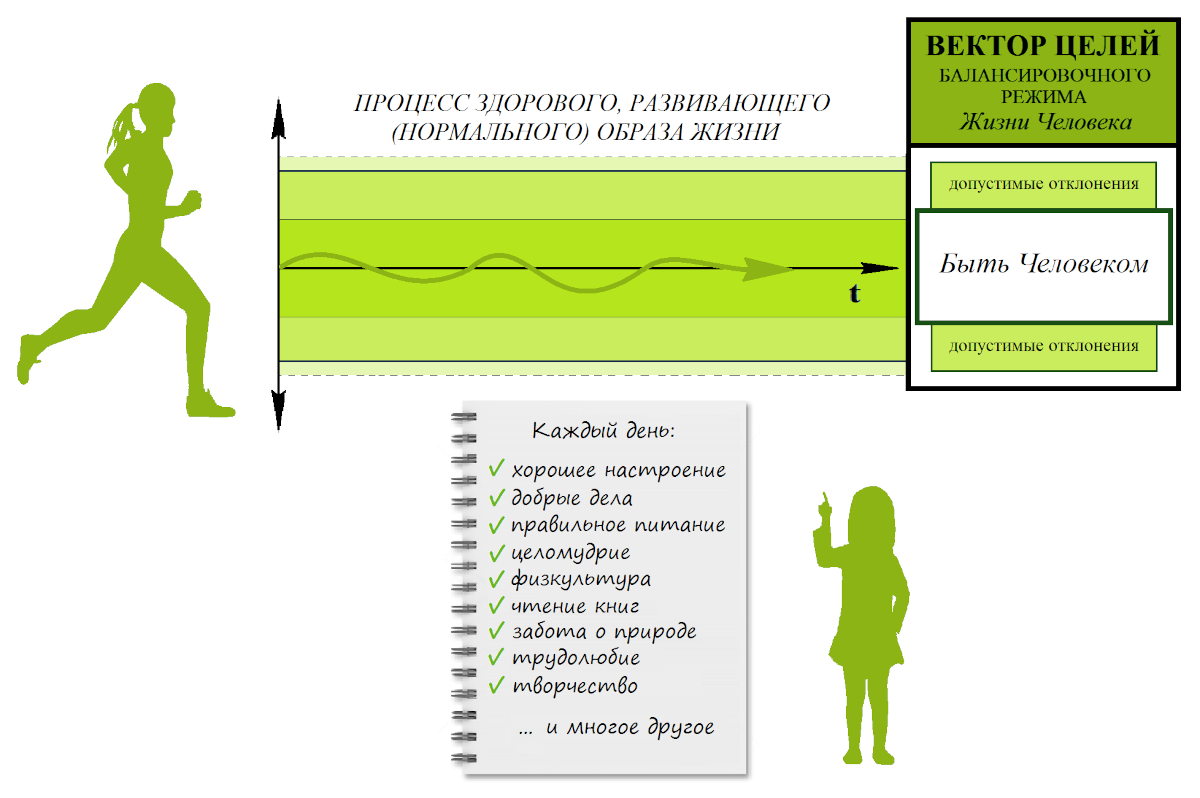 ПРОЦЕСС ЗДОРОВОГО, РАЗВИВАЮЩЕГО
(НОРМАЛЬНОГО) ОБРАЗА ЖИЗНИ
t
ВЕКТОР ЦЕЛЕЙ
БАЛАНСИРОВОЧНОГО
РЕЖИМА
Жизни Человека
допустимые отклонения
Быть Человеком
допустимые отклонения
Каждый день:
✓ хорошее настроение
✓ добрые дела
✓ правильное питание
✓ целомудрие
✓ физкультура
✓ чтение книг
✓ забота о природе
✓ трудолюбие
✓ творчество
... и многое другое